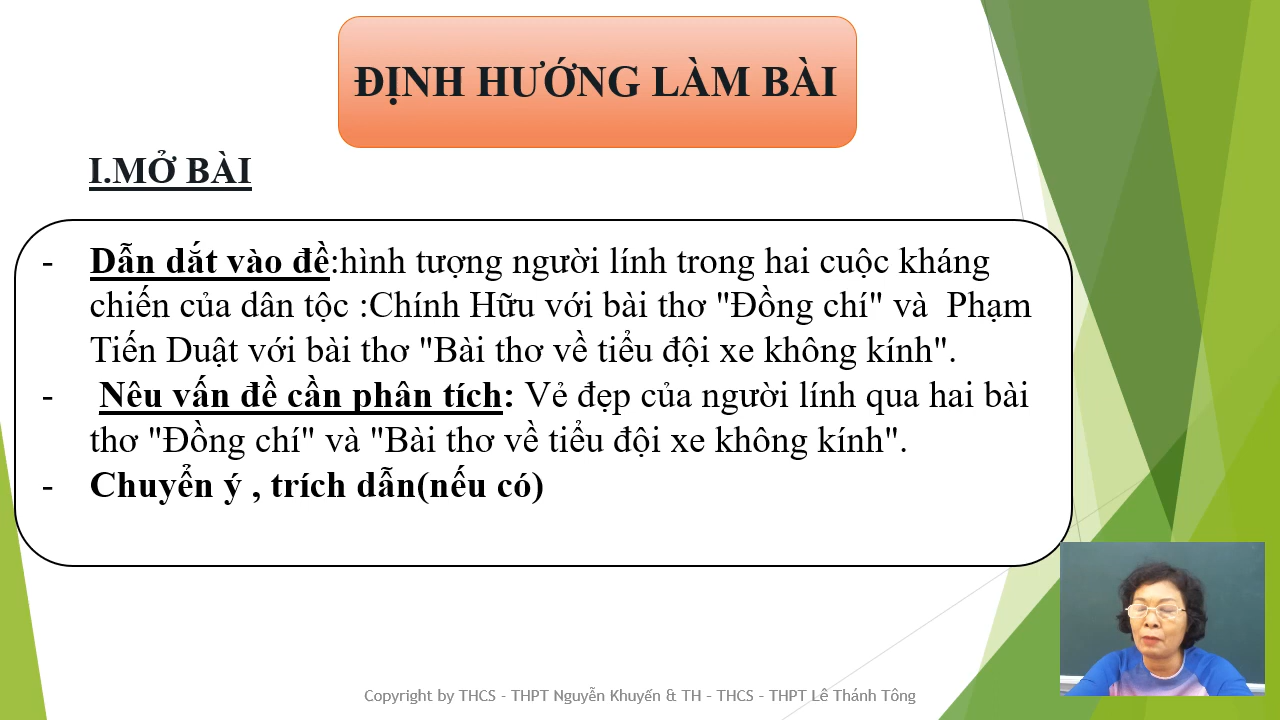 ĐỊNH HƯỚNG LÀM BÀI
I.MỞ BÀI
- Dẫn dắt vào đề:hình tượng người lính trong hai cuộc kháng
chiến của dân tộc :Chính Hữu với bài thơ "Đồng chí" và  Phạm
Tiến Duật với bài thơ "Bài thơ về tiểu đội xe không kính".
- Nêu vấn đề cần phân tích: Vẻ đẹp của người lính qua hai bài
thơ "Đồng chí" và "Bài thơ về tiểu đội xe không kính".
- Chuyển ý , trích dẫn(nếu có)
Copyright by THCS - THPT Nguyễn Khuyến & TH - THCS - THPT Lê Thánh Tông